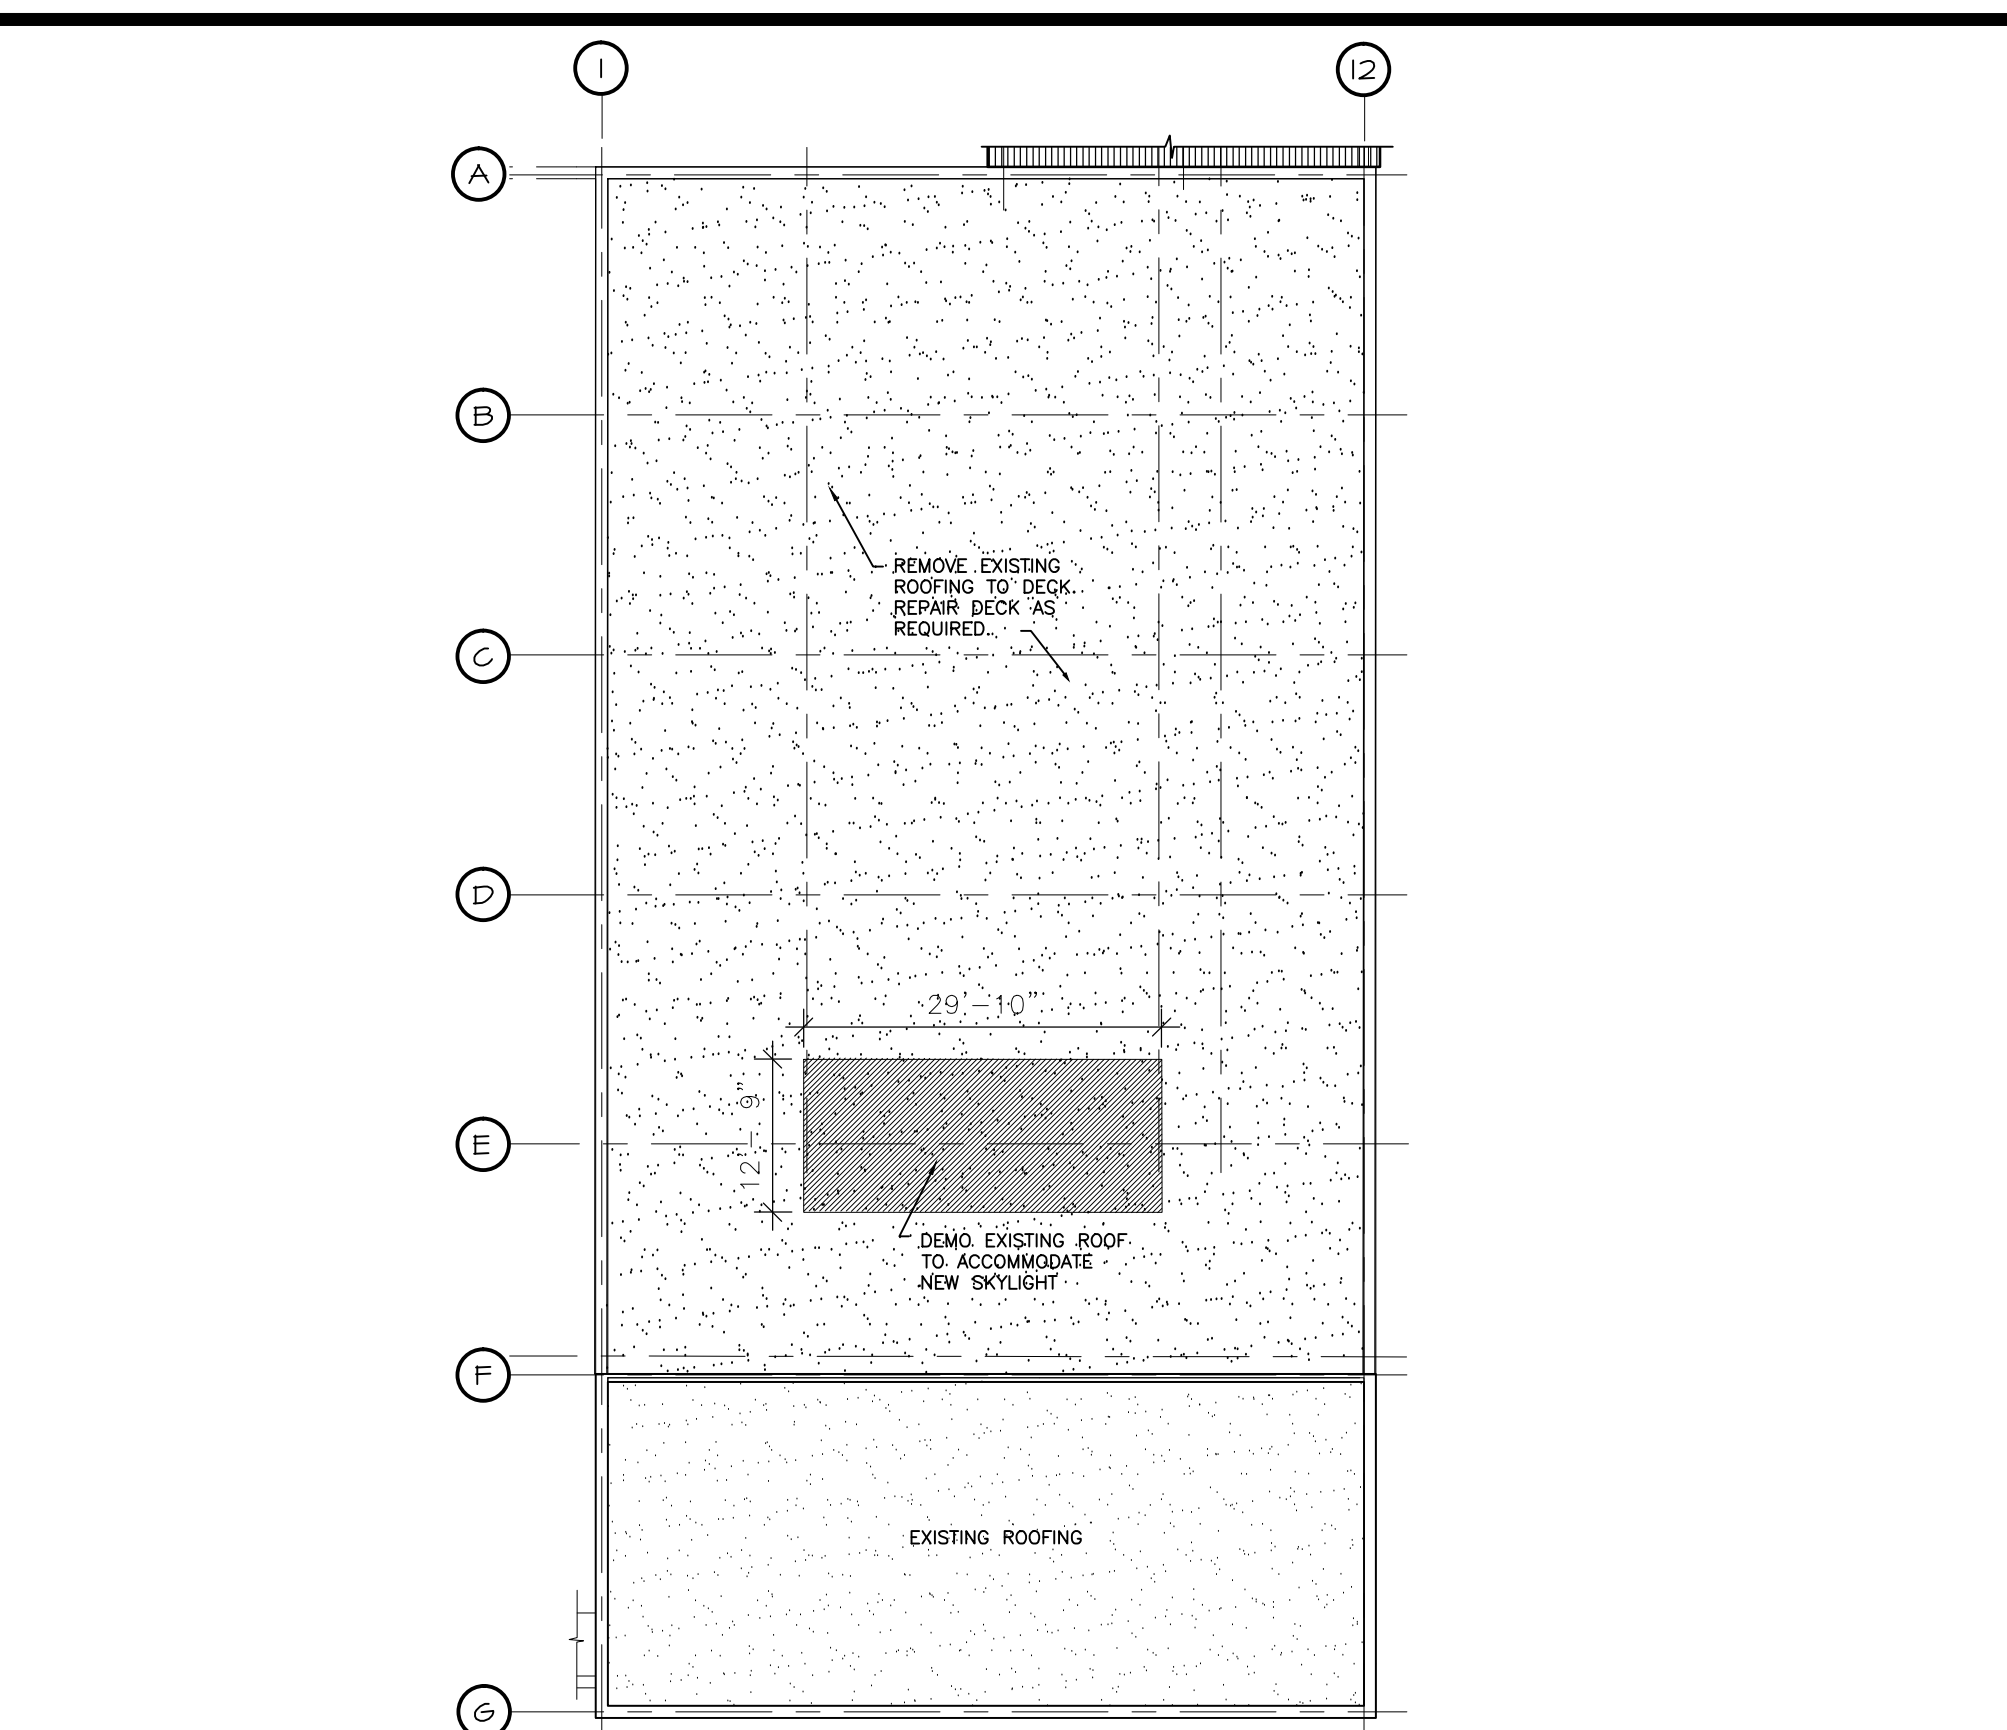 1
12
A
B
REMOVE EXISTING
ROOFING TO DECK.
REPAIR DECK AS
REQUIRED.
C
D
29'-10"
12'- 9"
E
DEMO EXISTING ROOF
TO ACCOMMODATE
NEW SKYLIGHT
F
EXISTING ROOFING
G